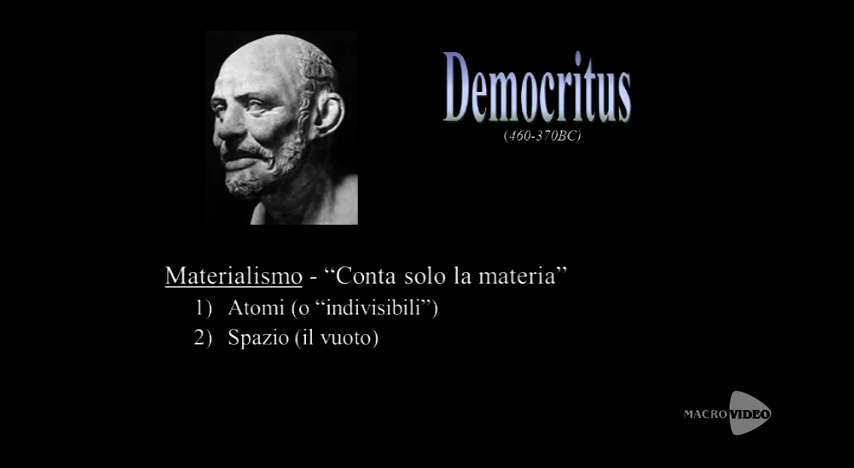 Democritus
(460-370BC)
Materialismo - “Conta solo la materia”
1) Atomi (o “indivisibili”)
2) Spazio (il vuoto)
MACROVIDEO